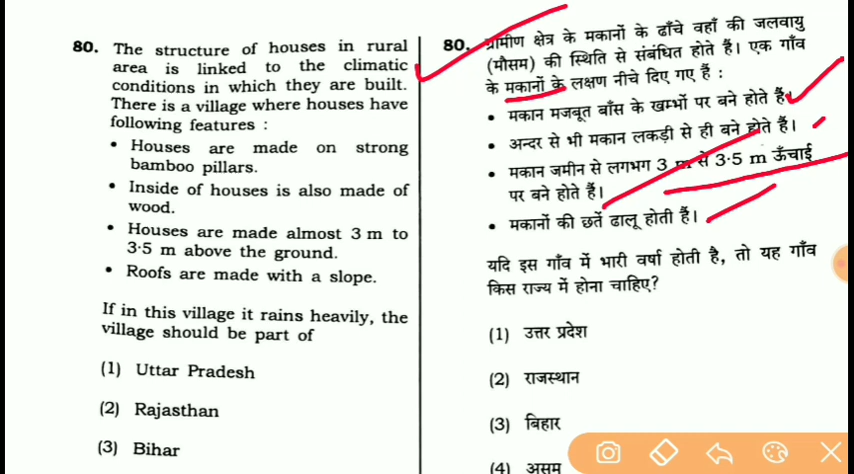 80. The structure of houses in rural
area is linked to the climatic
conditions in which they are built.
There is a village where houses have
following features :
• Houses are made on strong
bamboo pillars.
• Inside of houses is also made of
wood.
• Houses are made almost 3 m to
3·5 m above the ground.
• Roofs are made with a slope.
If in this village it rains heavily, the
village should be part of
(1) Uttar Pradesh
(2) Rajasthan
(3) Bihar
80. ग्रामीण क्षेत्र के मकानों के ढाँचे वहाँ की जलवायु
(मौसम) की स्थिति से संबंधित होते हैं। एक गाँव
के मकानों के लक्षण नीचे दिए गए हैं :
• मकान मजबूत बाँस के खम्भों पर बने होते हैं।
• अन्दर से भी मकान लकड़ी से ही बने होते हैं।
• मकान जमीन से लगभग 3 m से 3·5 m ऊँचाई
पर बने होते हैं।
• मकानों की छतें ढालू होती हैं।
यदि इस गाँव में भारी वर्षा होती है, तो यह गाँव
किस राज्य में होना चाहिए?
(1) उत्तर प्रदेश
(2) राजस्थान
(3) बिहार
(4) असम